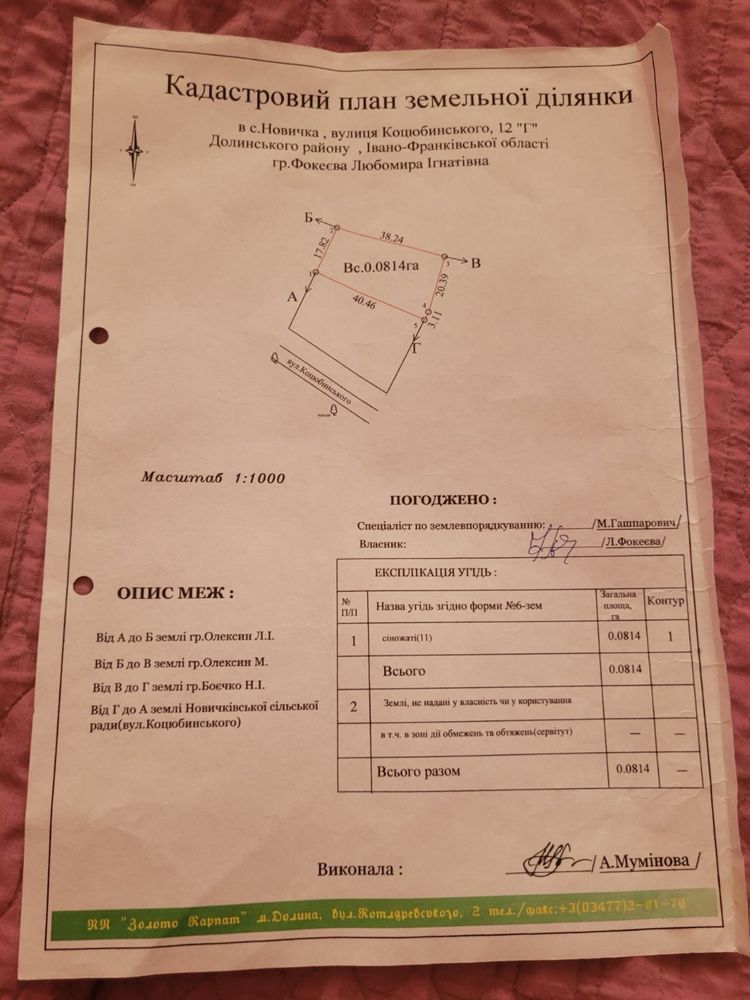 Кадастровий план земельної ділянки
в с.Новичка , вулиця Коцюбинського, 12 "Г"
Долинського району , Івано-Франківської області
гр.Фокеєва Любомира Ігнатівна
Б
2
38.24
17.82
3
В
Вс.0.0814га
20.39
1
А
40.46
4
3.11
5
Г
вул.Коцюбинського
Масштаб 1:1000
ПОГОДЖЕНО :
Спеціаліст по землевпорядкуванню: /М.Гашпарович/
Власник: /Л.Фокеєва/
ОПИС МЕЖ :
Від А до Б землі гр.Олексин Л.І.
Від Б до В землі гр.Олексин М.
Від В до Г землі гр.Боєчко Н.І.
Від Г до А землі Новичківської сільської
ради(вул.Коцюбинського)
ЕКСПЛІКАЦІЯ УГІДЬ :
№ П/П Назва угідь згідно форми №6-зем Загальна площа, га Контур
1 сіножаті(11) 0.0814 1
Всього 0.0814
2 Землі, не надані у власність чи у користування
в т.ч. в зоні дії обмежень та обтяжень(сервітут) — —
Всього разом 0.0814 —
Виконала : /А.Мумінова/
ПП "Золото Карпат" м.Долина, вул.Котляревського, 2 тел./факс:+3(03477)2-81-79